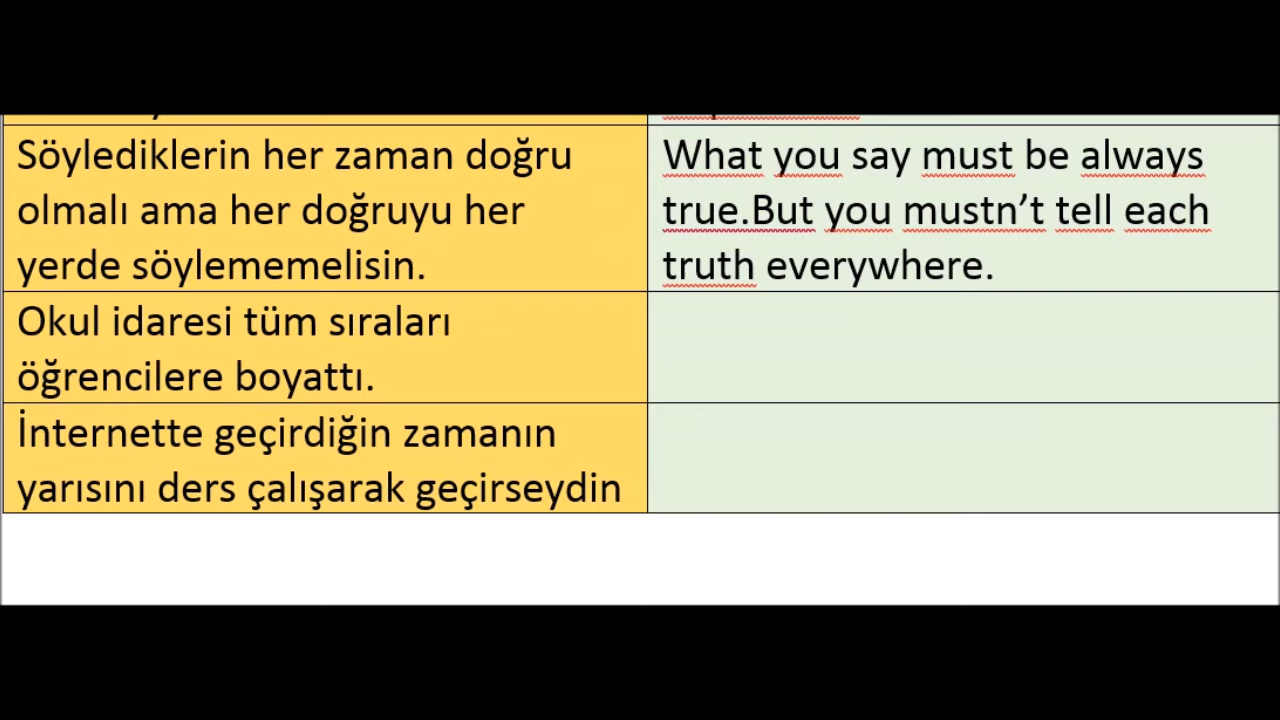 Söylediklerin her zaman doğru
olmalı ama her doğruyu her
yerde söylememelisin.
What you say must be always
true.But you mustn’t tell each
truth everywhere.
Okul idaresi tüm sıraları
öğrencilere boyattı.
İnternette geçirdiğin zamanın
yarısını ders çalışarak geçirseydin